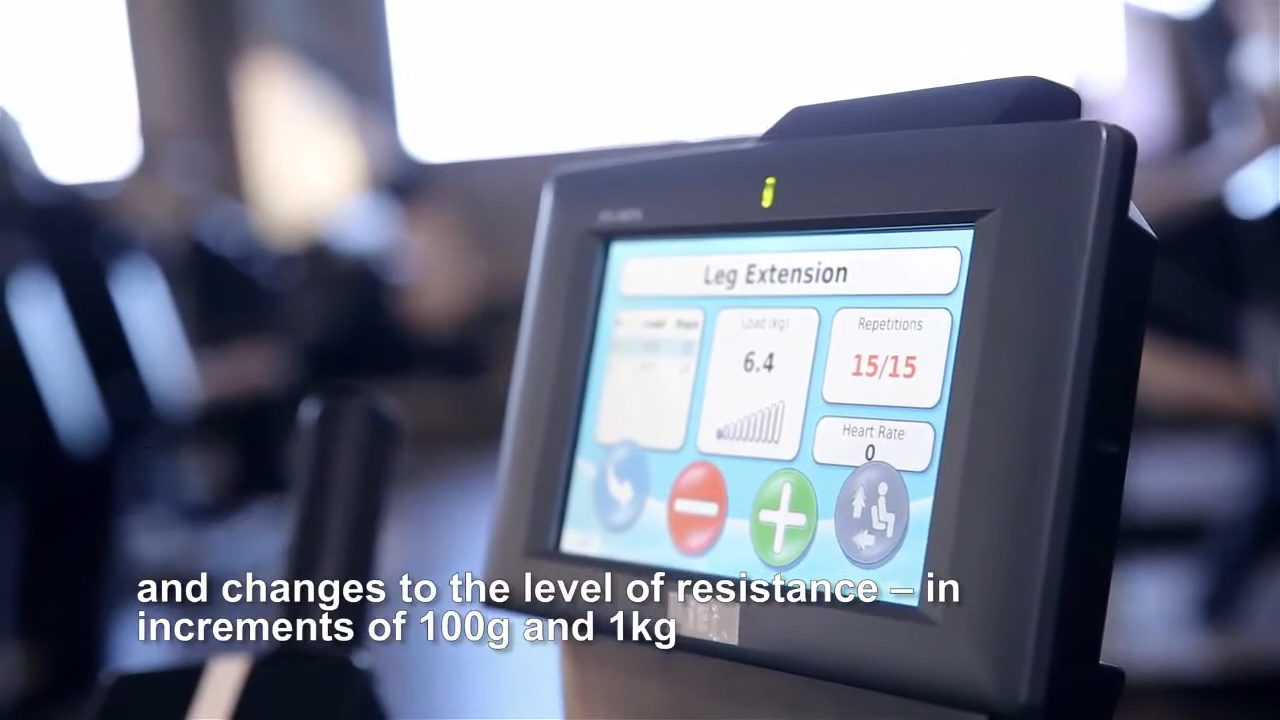 Leg Extension
Load (kg)
6.4
Repetitions
15/15
Heart Rate
0
and changes to the level of resistance – in
increments of 100g and 1kg